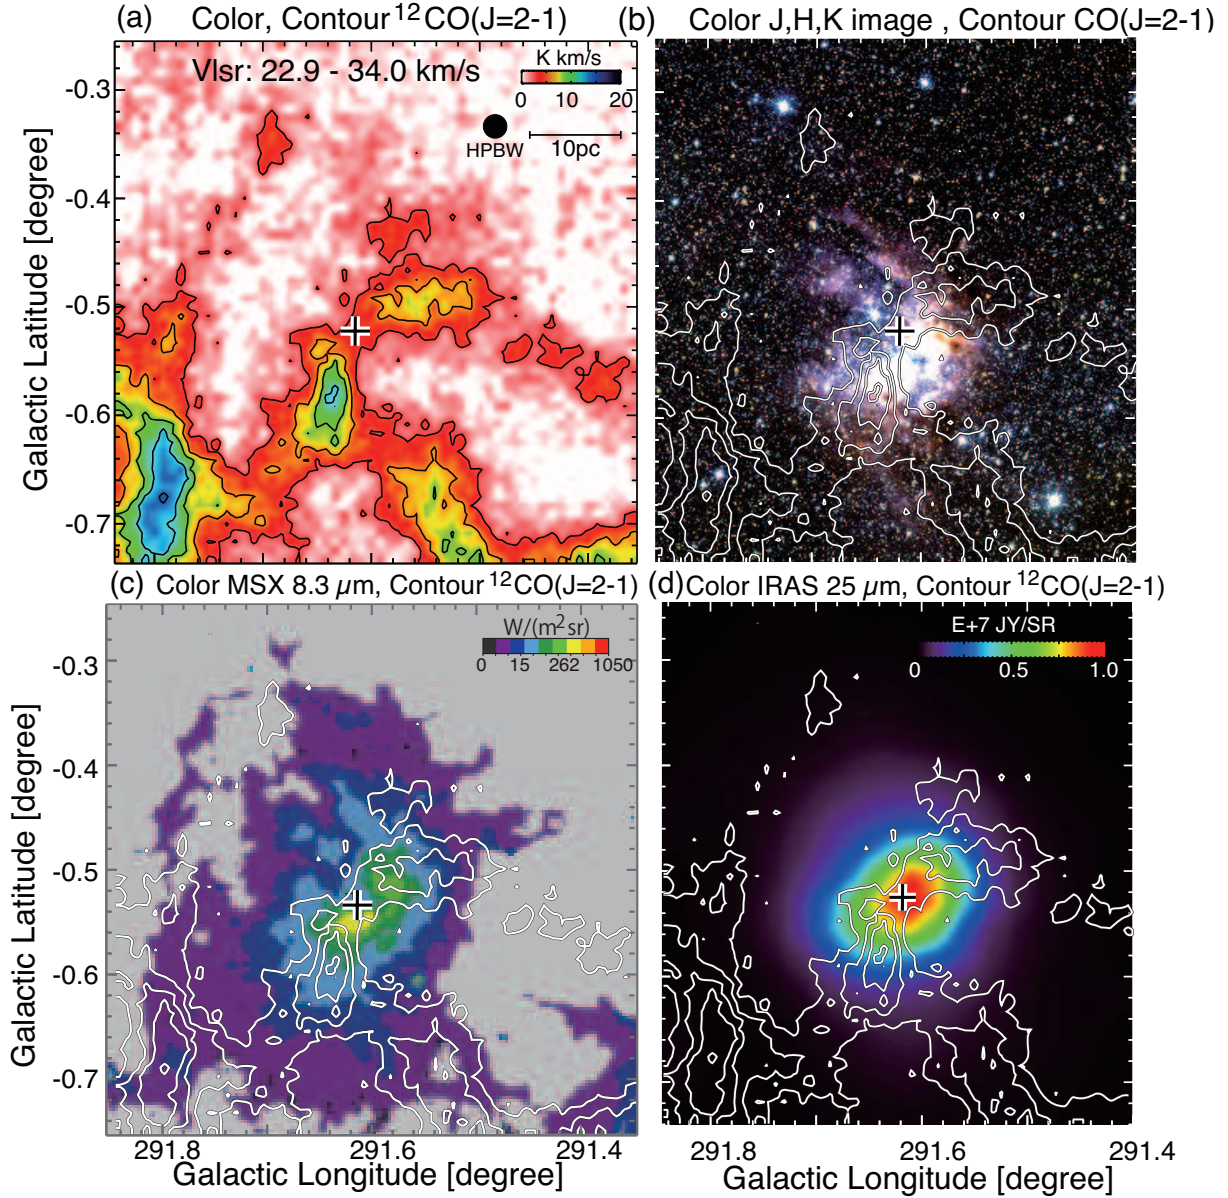 (a) Color, Contour ¹²CO(J=2-1)
Vlsr: 22.9 - 34.0 km/s
K km/s
0 10 20
HPBW
10pc
-0.3
-0.4
-0.5
-0.6
-0.7
Galactic Latitude [degree]
(b) Color J,H,K image , Contour CO(J=2-1)
(c) Color MSX 8.3 µm, Contour ¹²CO(J=2-1)
W/(m²sr)
0 15 262 1050
-0.3
-0.4
-0.5
-0.6
-0.7
Galactic Latitude [degree]
291.8 291.6 291.4
Galactic Longitude [degree]
(d) Color IRAS 25 µm, Contour ¹²CO(J=2-1)
E+7 JY/SR
0 0.5 1.0
291.8 291.6 291.4
Galactic Longitude [degree]